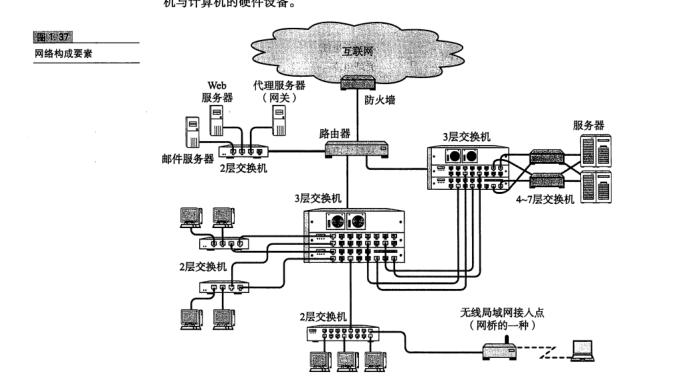 机与计算机的硬件设备。
图 1.37
网络构成要素
互联网
Web
服务器
代理服务器
（网关）
防火墙
邮件服务器
2层交换机
路由器
3层交换机
服务器
4~7层交换机
3层交换机
2层交换机
2层交换机
无线局域网接入点
（网桥的一种）